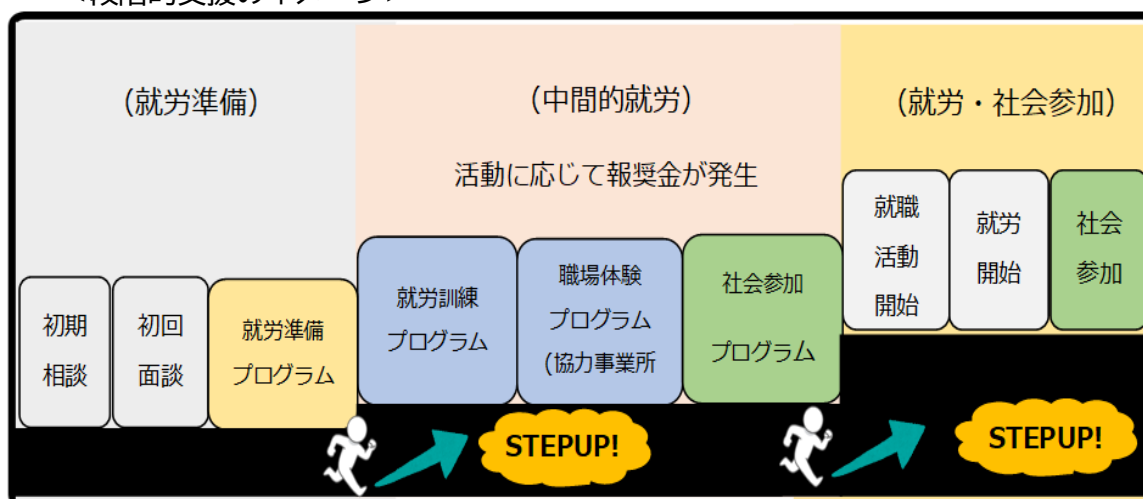 (就労準備)
(中間的就労)
(就労・社会参加)
活動に応じて報奨金が発生
初期
相談
初回
面談
就労準備
プログラム
就労訓練
プログラム
職場体験
プログラム
(協力事業所
社会参加
プログラム
就職
活動
開始
就労
開始
社会
参加
STEPUP!
STEPUP!